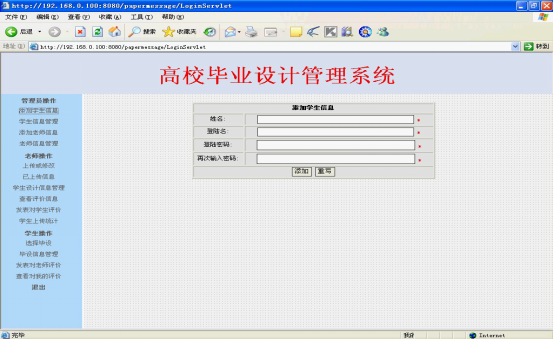 http://192.168.0.100:8080/papermessage/LoginServlet
文件(F) 编辑(E) 查看(V) 收藏(A) 工具(T) 帮助(H)
后退 搜索 收藏夹
地址(D) http://192.168.0.100:8080/papermessage/LoginServlet 转到
高校毕业设计管理系统
管理员操作
添加学生信息
学生信息管理
添加老师信息
老师信息管理
老师操作
上传或修改
已上传信息
学生设计信息管理
查看评价信息
发表对学生评价
学生上传统计
学生操作
选择毕设
毕设信息管理
发表对老师评价
查看对我的评价
退出
添加学生信息
姓名: *
登陆名: *
登陆密码: *
再次输入密码: *
添加 重写
完毕 Internet